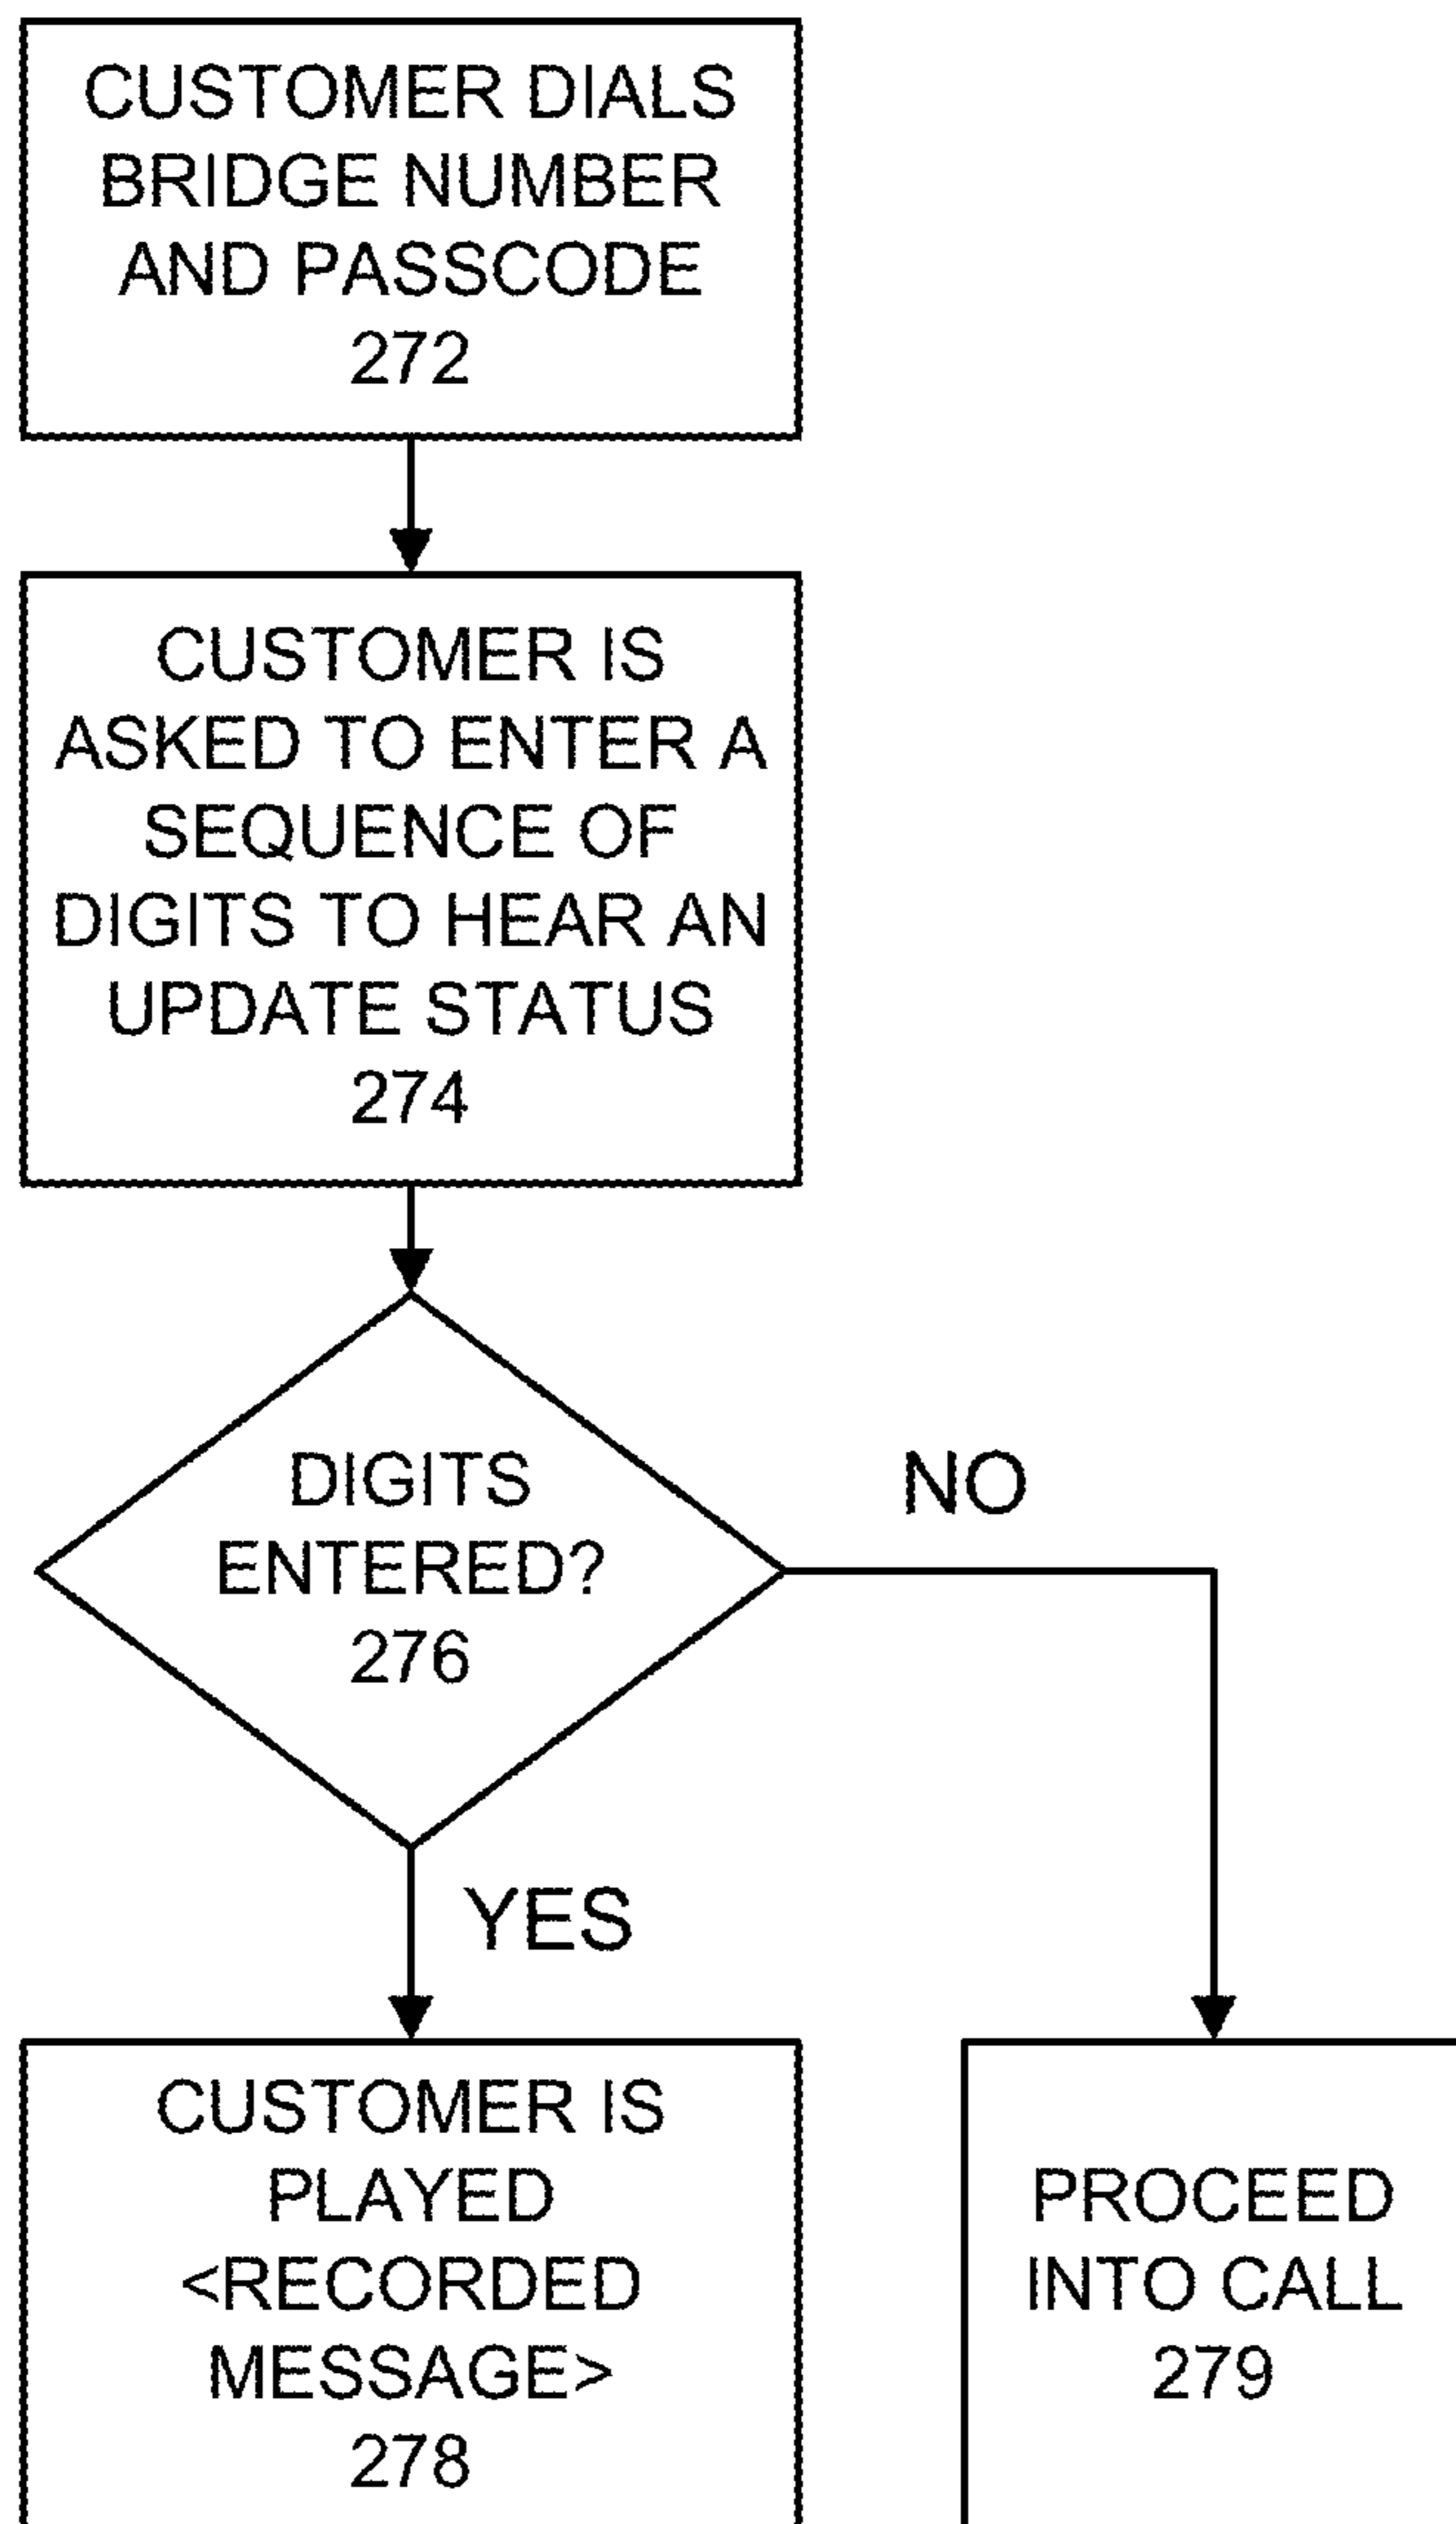 CUSTOMER DIALS
BRIDGE NUMBER
AND PASSCODE
272
CUSTOMER IS
ASKED TO ENTER A
SEQUENCE OF
DIGITS TO HEAR AN
UPDATE STATUS
274
DIGITS
ENTERED?
276
NO
YES
CUSTOMER IS
PLAYED
<RECORDED
MESSAGE>
278
PROCEED
INTO CALL
279